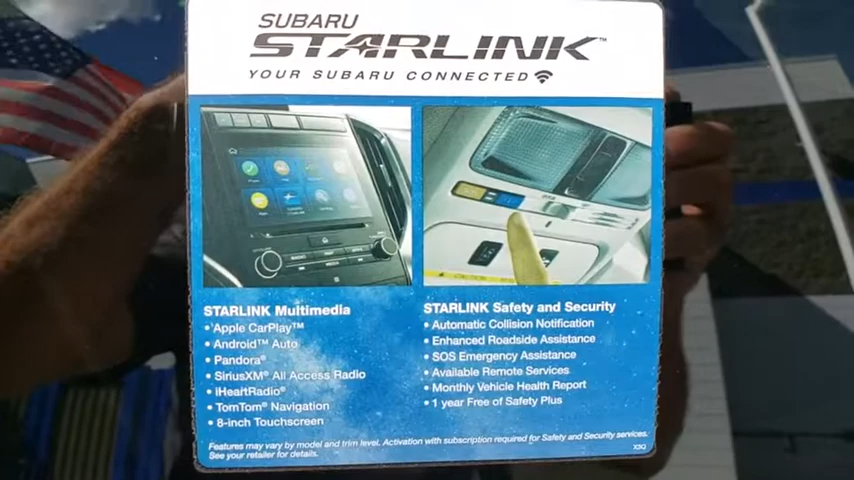 SUBARU
STARLINK™
YOUR SUBARU CONNECTED
STARLINK Multimedia
• Apple CarPlay™
• Android™ Auto
• Pandora®
• SiriusXM® All Access Radio
• iHeartRadio®
• TomTom® Navigation
• 8-inch Touchscreen
STARLINK Safety and Security
• Automatic Collision Notification
• Enhanced Roadside Assistance
• SOS Emergency Assistance
• Available Remote Services
• Monthly Vehicle Health Report
• 1 year Free of Safety Plus
Features may vary by model and trim level. Activation with subscription required for Safety and Security services.
See your retailer for details.
X3Q